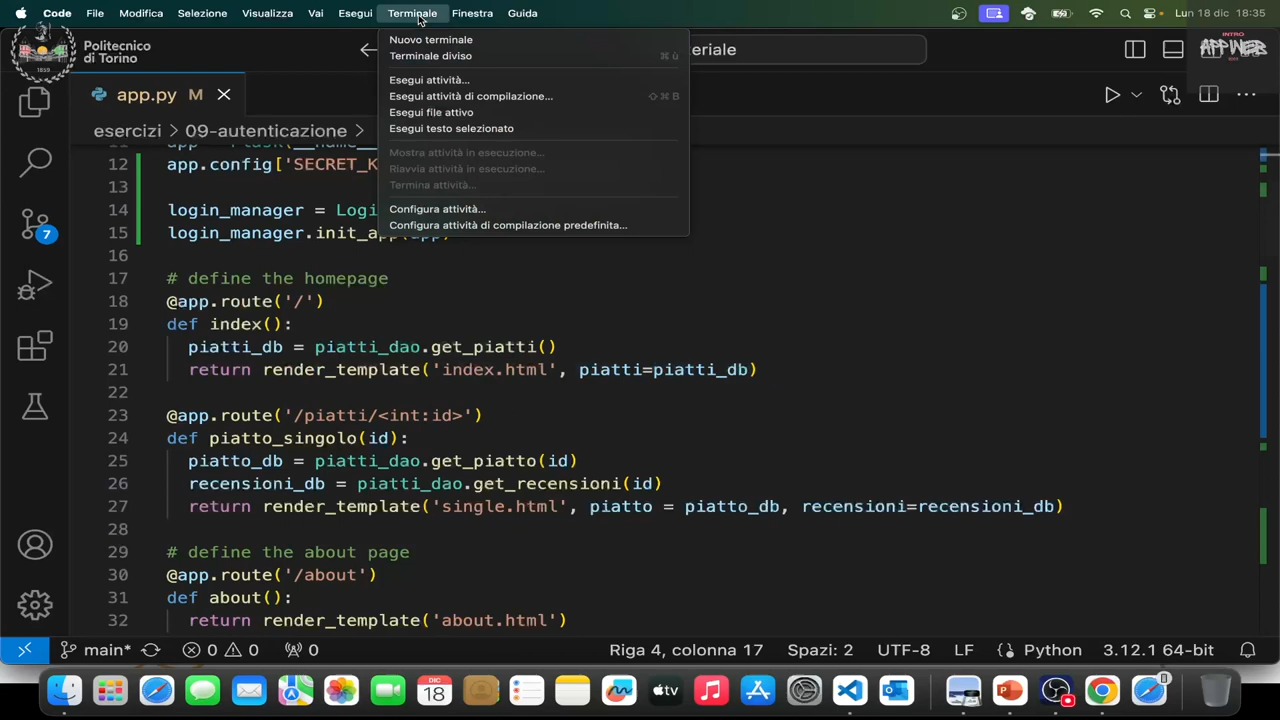 Code File Modifica Selezione Visualizza Vai Esegui Terminale Finestra Guida Lun 18 dic 18:35
Politecnico
di Torino
1859
INTRO
APPWEB
Nuovo terminale
Terminale diviso ⌘ ù
Esegui attività...
Esegui attività di compilazione... ⇧⌘ B
Esegui file attivo
Esegui testo selezionato
Mostra attività in esecuzione...
Riavvia attività in esecuzione...
Termina attività...
Configura attività...
Configura attività di compilazione predefinita...
eriale
app.py M
esercizi > 09-autenticazione >
12 app.config['SECRET_K
13
14 login_manager = Logi
15 login_manager.init_app(app)
16
17 # define the homepage
18 @app.route('/')
19 def index():
20 piatti_db = piatti_dao.get_piatti()
21 return render_template('index.html', piatti=piatti_db)
22
23 @app.route('/piatti/<int:id>')
24 def piatto_singolo(id):
25 piatto_db = piatti_dao.get_piatto(id)
26 recensioni_db = piatti_dao.get_recensioni(id)
27 return render_template('single.html', piatto = piatto_db, recensioni=recensioni_db)
28
29 # define the about page
30 @app.route('/about')
31 def about():
32 return render_template('about.html')
7
main* 0 0 0 Riga 4, colonna 17 Spazi: 2 UTF-8 LF Python 3.12.1 64-bit
DIC
18
tv